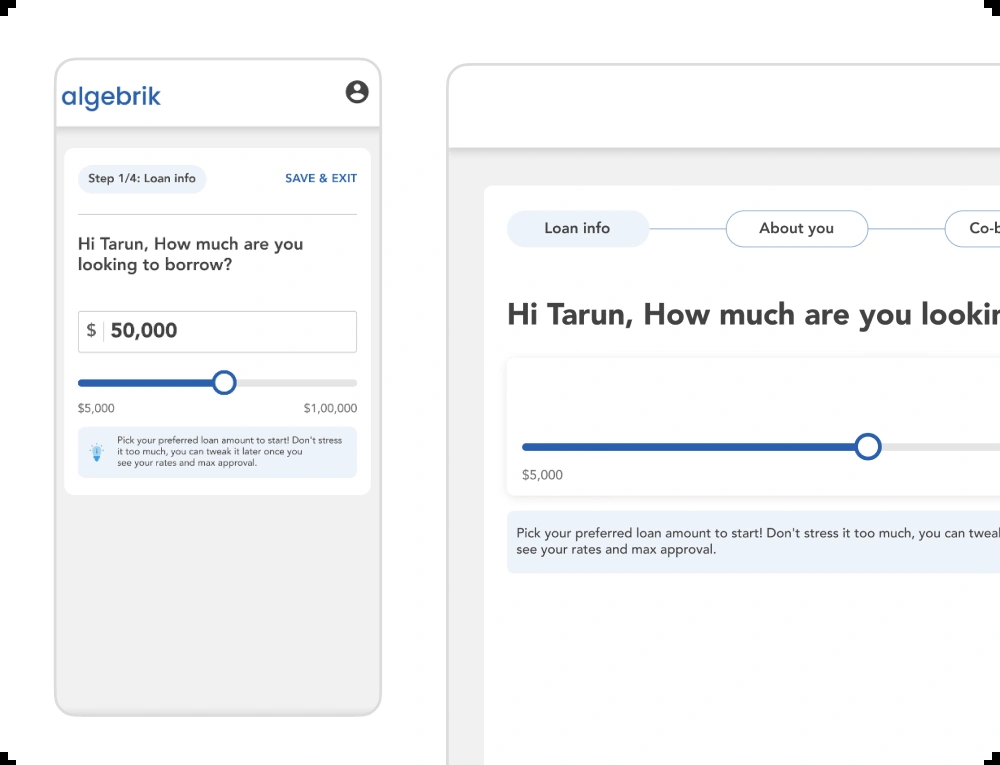 algebrik
Step 1/4: Loan info
SAVE & EXIT
Hi Tarun, How much are you
looking to borrow?
$ 50,000
$5,000
$1,00,000
Pick your preferred loan amount to start! Don't stress
it too much, you can tweak it later once you
see your rates and max approval.
Loan info
About you
Co-b
Hi Tarun, How much are you lookin
$5,000
Pick your preferred loan amount to start! Don't stress it too much, you can tweak
see your rates and max approval.